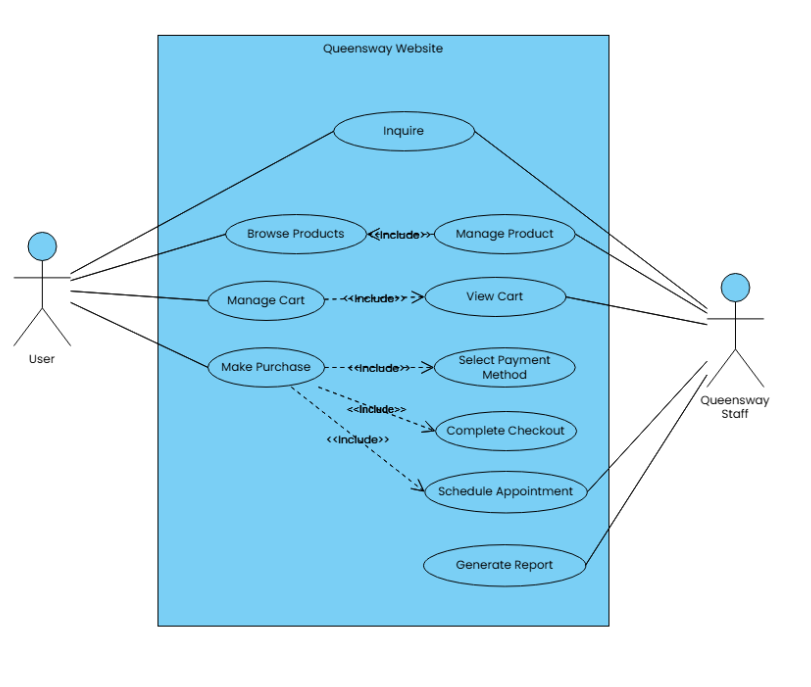 Queensway Website
Inquire
Browse Products
<<Include>>
Manage Product
Manage Cart
<<Include>>
View Cart
Make Purchase
<<Include>>
Select Payment
Method
<<Include>>
Complete Checkout
<<Include>>
Schedule Appointment
Generate Report
User
Queensway
Staff